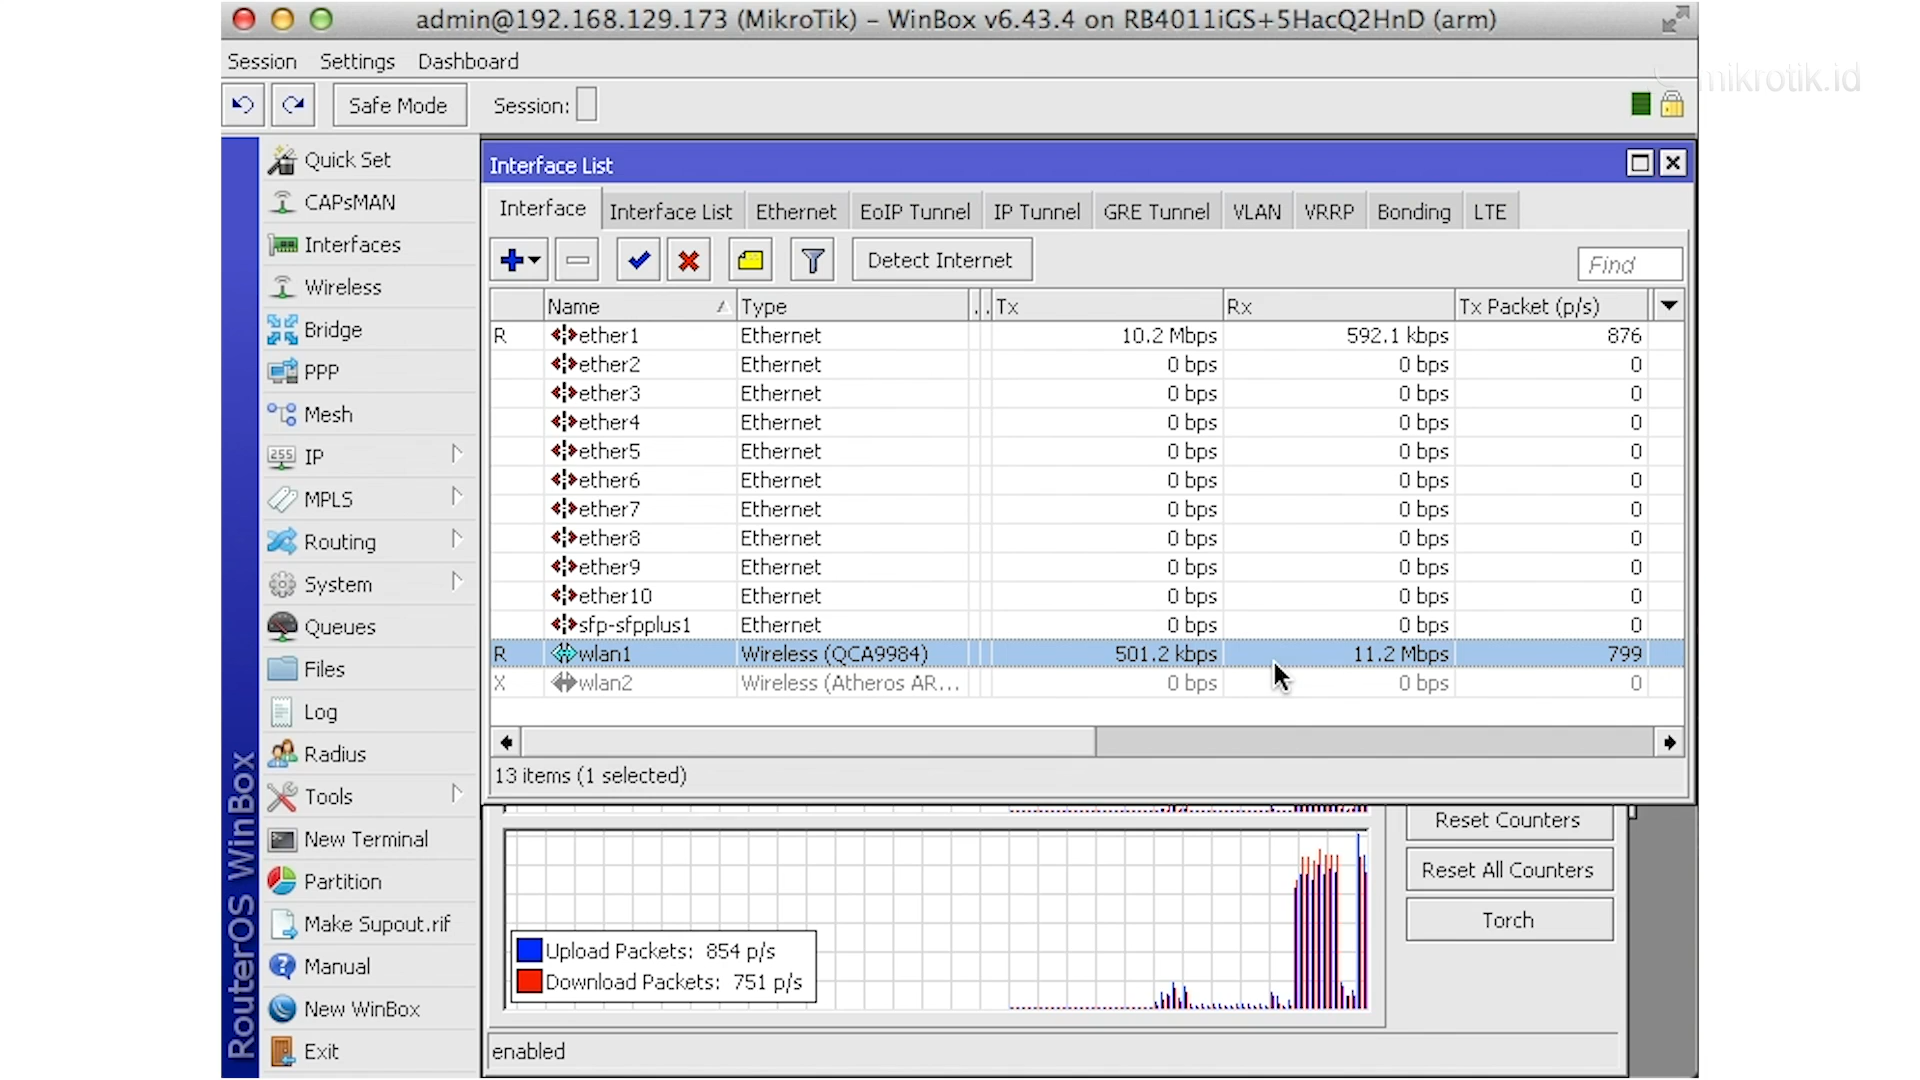 admin@192.168.129.173 (MikroTik) – WinBox v6.43.4 on RB4011iGS+5HacQ2HnD (arm)
Session Settings Dashboard
mikrotik.id
Safe Mode Session:
Quick Set
CAPsMAN
Interfaces
Wireless
Bridge
PPP
Mesh
255 IP
MPLS
Routing
System
Queues
Files
Log
Radius
Tools
New Terminal
Partition
Make Supout.rif
Manual
New WinBox
Exit
RouterOS WinBox
Interface List
Interface Interface List Ethernet EoIP Tunnel IP Tunnel GRE Tunnel VLAN VRRP Bonding LTE
Detect Internet Find
Name Type . . Tx Rx Tx Packet (p/s)
R ether1 Ethernet 10.2 Mbps 592.1 kbps 876
ether2 Ethernet 0 bps 0 bps 0
ether3 Ethernet 0 bps 0 bps 0
ether4 Ethernet 0 bps 0 bps 0
ether5 Ethernet 0 bps 0 bps 0
ether6 Ethernet 0 bps 0 bps 0
ether7 Ethernet 0 bps 0 bps 0
ether8 Ethernet 0 bps 0 bps 0
ether9 Ethernet 0 bps 0 bps 0
ether10 Ethernet 0 bps 0 bps 0
sfp-sfpplus1 Ethernet 0 bps 0 bps 0
R wlan1 Wireless (QCA9984) 501.2 kbps 11.2 Mbps 799
X wlan2 Wireless (Atheros AR... 0 bps 0 bps 0
13 items (1 selected)
Reset Counters
Reset All Counters
Torch
Upload Packets: 854 p/s
Download Packets: 751 p/s
enabled